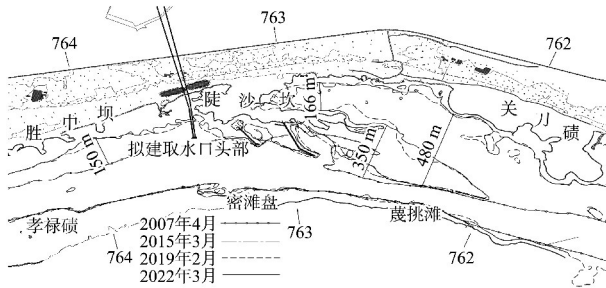 763
764
762
胜中坝
陡沙坎
166 m
关刀碛
150 m
拟建取水口头部
350 m
480 m
孝禄碛
密滩盘
蔑挑滩
764
763
762
2007年4月
2015年3月
2019年2月
2022年3月